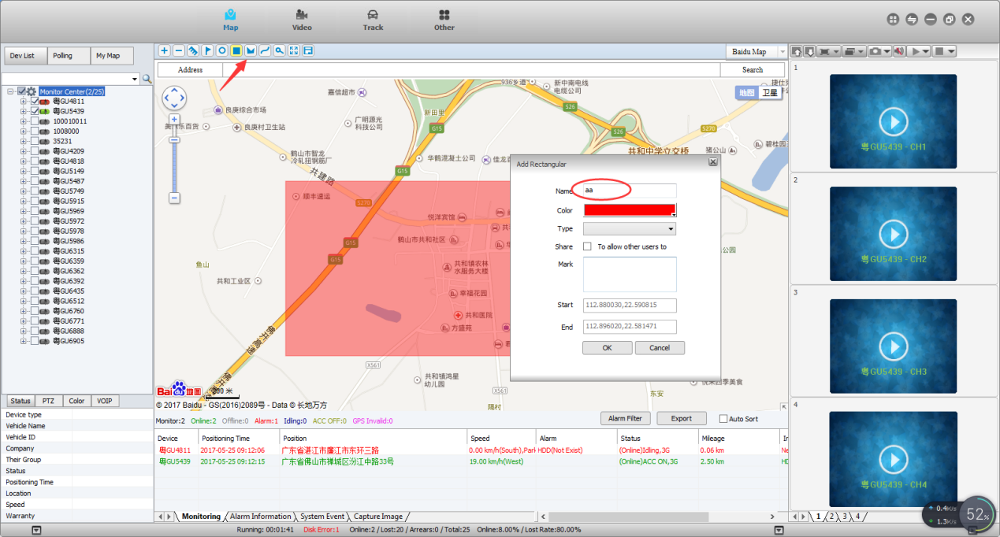 Map
Video
Track
Other
Dev List
Polling
My Map
Baidu Map
Address
Search
Monitor Center(2/25)
粤GU4811
粤GU5439
100010011
1008000
35231
粤GU4209
粤GU4818
粤GU5149
粤GU5487
粤GU5749
粤GU5915
粤GU5969
粤GU5972
粤GU5978
粤GU5986
粤GU6315
粤GU6359
粤GU6362
粤GU6392
粤GU6435
粤GU6512
粤GU6760
粤GU6771
粤GU6888
粤GU6905
936乡道
新中南电线
电缆公司
地图
卫星
嘉信超市
良庚综合市场
良庚村卫生站
广明源光
科技公司
新田里
G15
S26
S26
S270
共和中学立交桥
猪公山
鹤山市智龙
冷轧扭钢筋厂
华鹤混凝土公司
共建路
G15
顺丰速运
S270
悦洋宾馆
鹤山市共和社区
G15
G15
鱼山
共和工业区
共和镇农林
水服务大楼
幸福花园
共和医院
方盛苑
公园
佛开高速
X561
共和镇鸿星
幼儿园
X561
东安
隔村
Bai 地图
© 2017 Baidu - GS(2016)2089号 - Data © 长地万方
Add Rectangular
Name aa
Color
Type
Share To allow other users to
Mark
Start 112.880030,22.590815
End 112.896020,22.581471
OK
Cancel
1
粤GU5439 - CH1
2
粤GU5439 - CH2
3
粤GU5439 - CH3
4
粤GU5439 - CH4
Status
PTZ
Color
VOIP
Device type
Vehicle Name
Vehicle ID
Company
Their Group
Status
Positioning Time
Location
Speed
Warranty
Monitor:2 Online:2 Offline:0 Alarm:1 Idling:0 ACC OFF:0 GPS Invalid:0
Alarm Filter
Export
Auto Sort
Device Positioning Time Position Speed Alarm Status Mileage
粤GU4811 2017-05-25 09:12:06 广东省湛江市廉江市东环三路 0.00 km/h(South),Parl HDD(Not Exist) (Online)Idling,3G 0.06 km
粤GU5439 2017-05-25 09:12:15 广东省佛山市禅城区汾江中路33号 19.00 km/h(West) (Online)ACC ON,3G 2.50 km
Monitoring
Alarm Information
System Event
Capture Image
1 2 3 4
0.4K/s
1.3K/s
52%
Running: 00:01:41 Disk Error:1 Online:2 / Lost:20 / Arrears:0 / Total:25 Online:8.00% / Lost Rate:80.00%